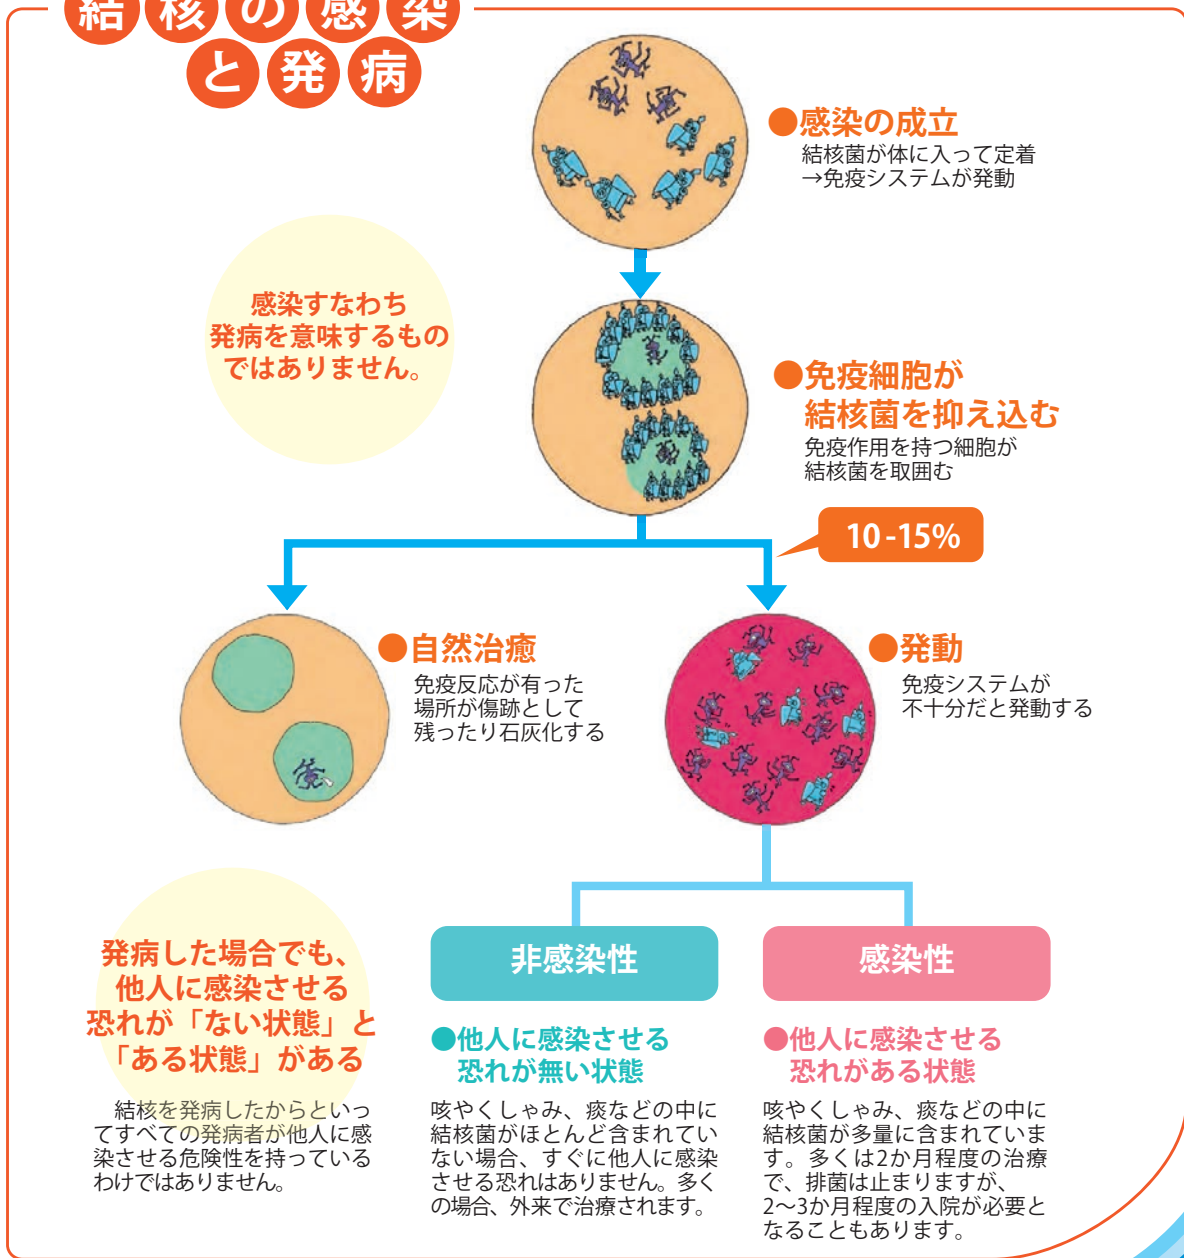 結核の感染
と発病
●感染の成立
結核菌が体に入って定着
→免疫システムが発動
感染すなわち
発病を意味するもの
ではありません。
●免疫細胞が
結核菌を抑え込む
免疫作用を持つ細胞が
結核菌を取囲む
10-15%
●自然治癒
免疫反応が有った
場所が傷跡として
残ったり石灰化する
●発動
免疫システムが
不十分だと発動する
発病した場合でも、
他人に感染させる
恐れが「ない状態」と
「ある状態」がある
結核を発病したからといっ
てすべての発病者が他人に感
染させる危険性を持っている
わけではありません。
非感染性
●他人に感染させる
恐れが無い状態
咳やくしゃみ、痰などの中に
結核菌がほとんど含まれてい
ない場合、すぐに他人に感染
させる恐れはありません。多く
の場合、外来で治療されます。
感染性
●他人に感染させる
恐れがある状態
咳やくしゃみ、痰などの中に
結核菌が多量に含まれていま
す。多くは2か月程度の治療
で、排菌は止まりますが、
2〜3か月程度の入院が必要と
なることもあります。